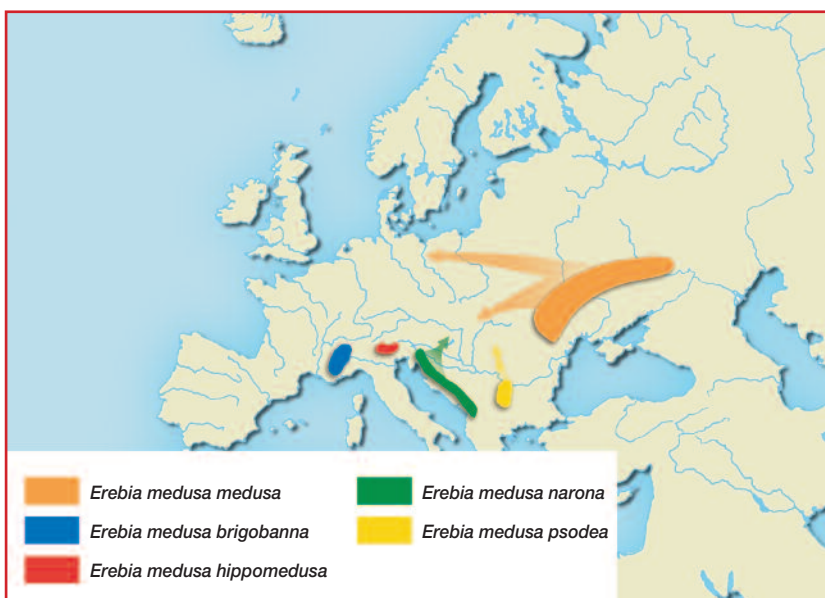 Erebia medusa medusa
Erebia medusa brigobanna
Erebia medusa hippomedusa
Erebia medusa narona
Erebia medusa psodea